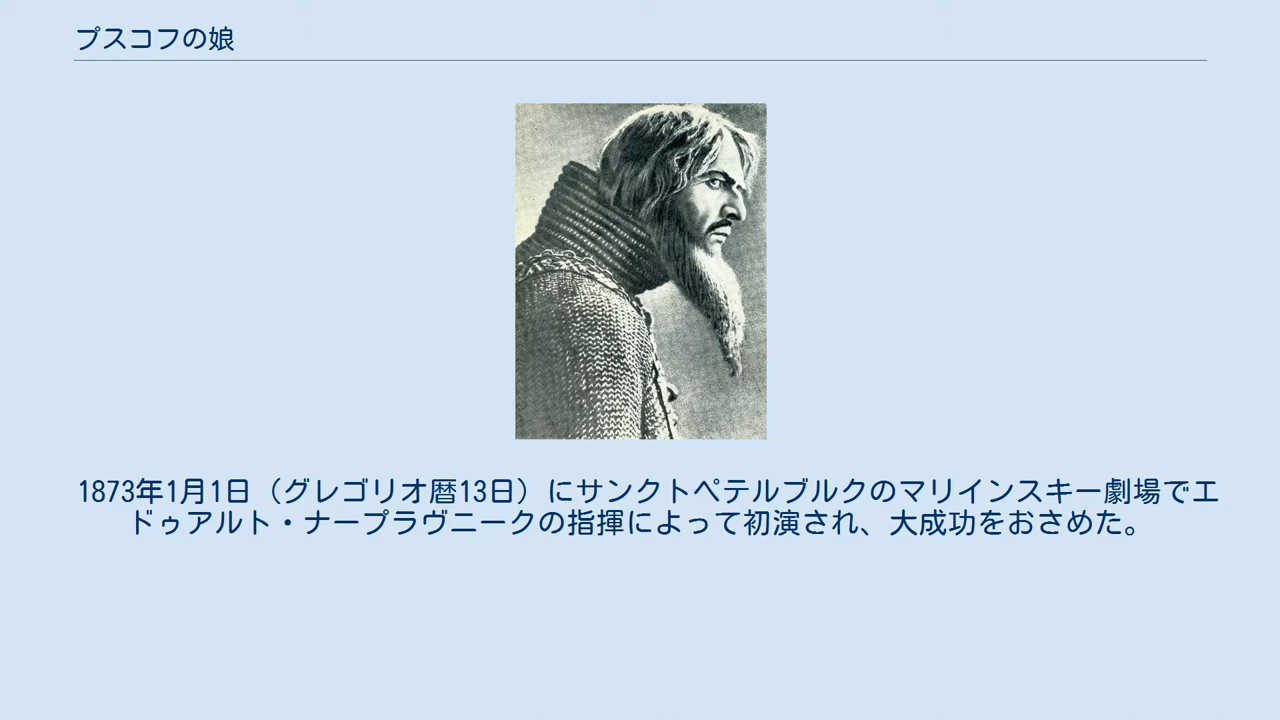 プスコフの娘
1873年1月1日（グレゴリオ暦13日）にサンクトペテルブルクのマリインスキー劇場でエ
ドゥアルト・ナープラヴニークの指揮によって初演され、大成功をおさめた。